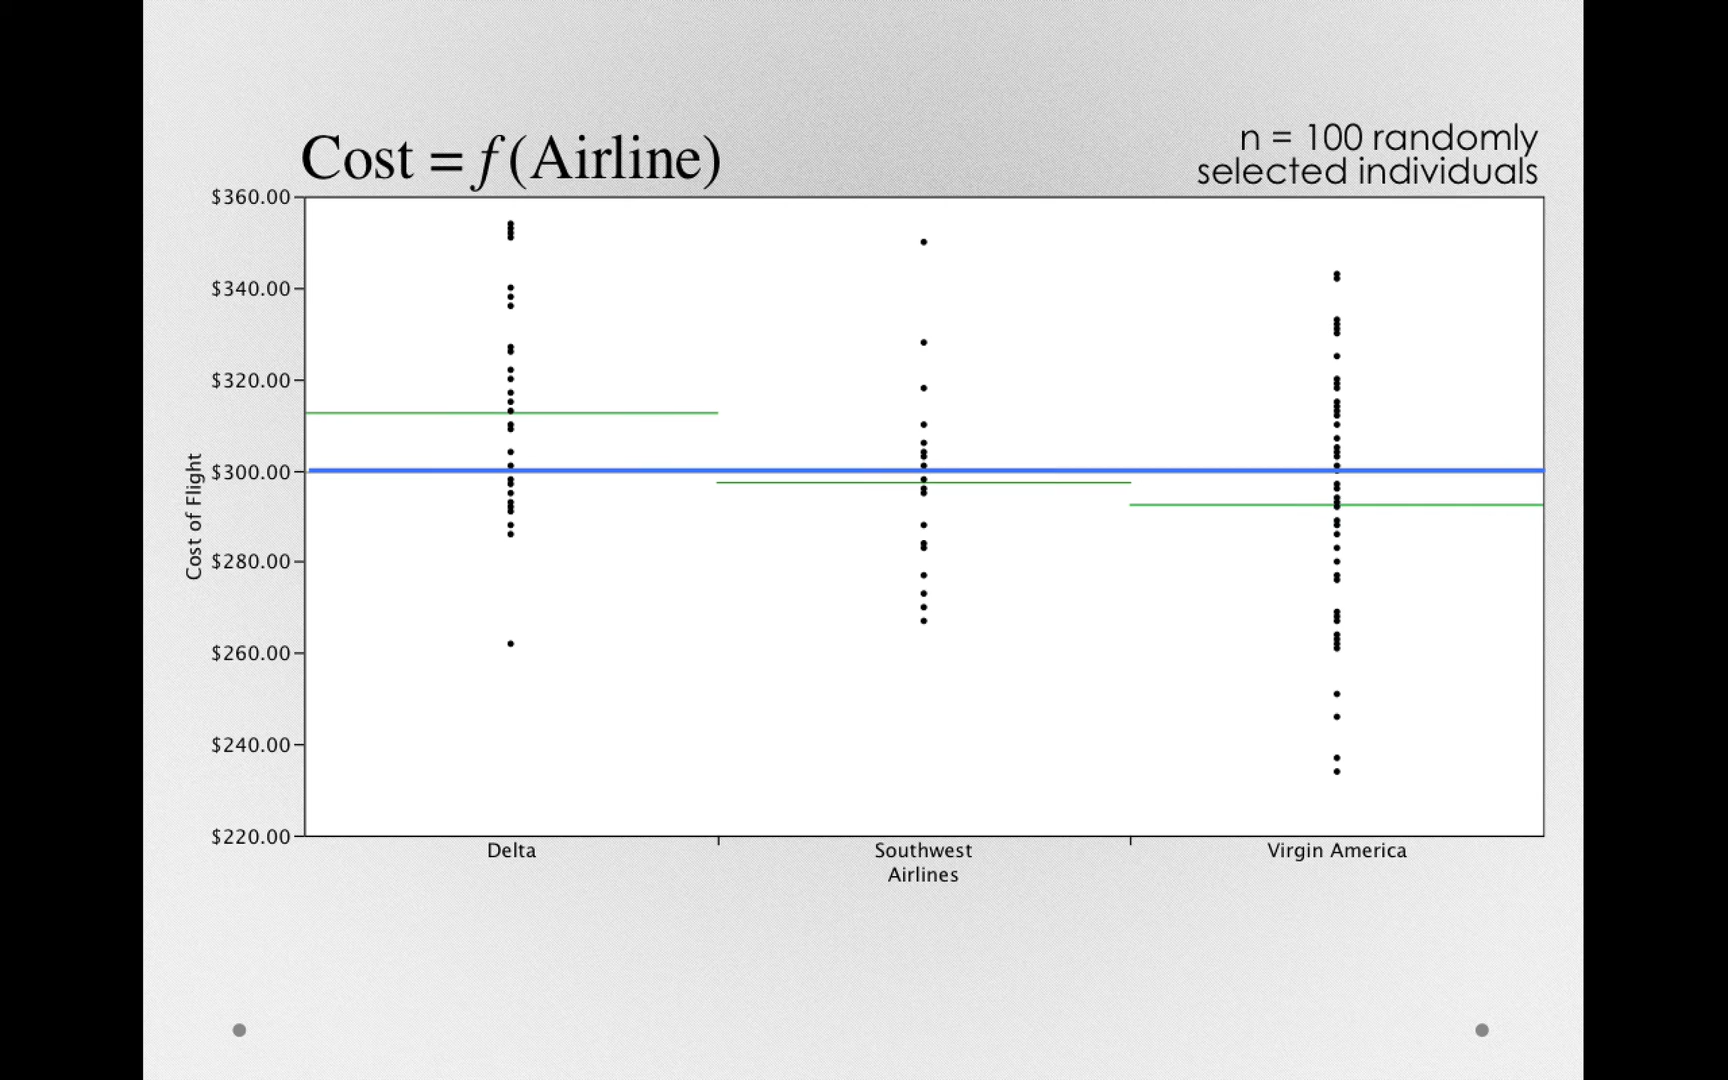 Cost = f(Airline)
n = 100 randomly
selected individuals
$360.00
$340.00
$320.00
$300.00
$280.00
$260.00
$240.00
$220.00
Cost of Flight
Delta
Southwest
Virgin America
Airlines